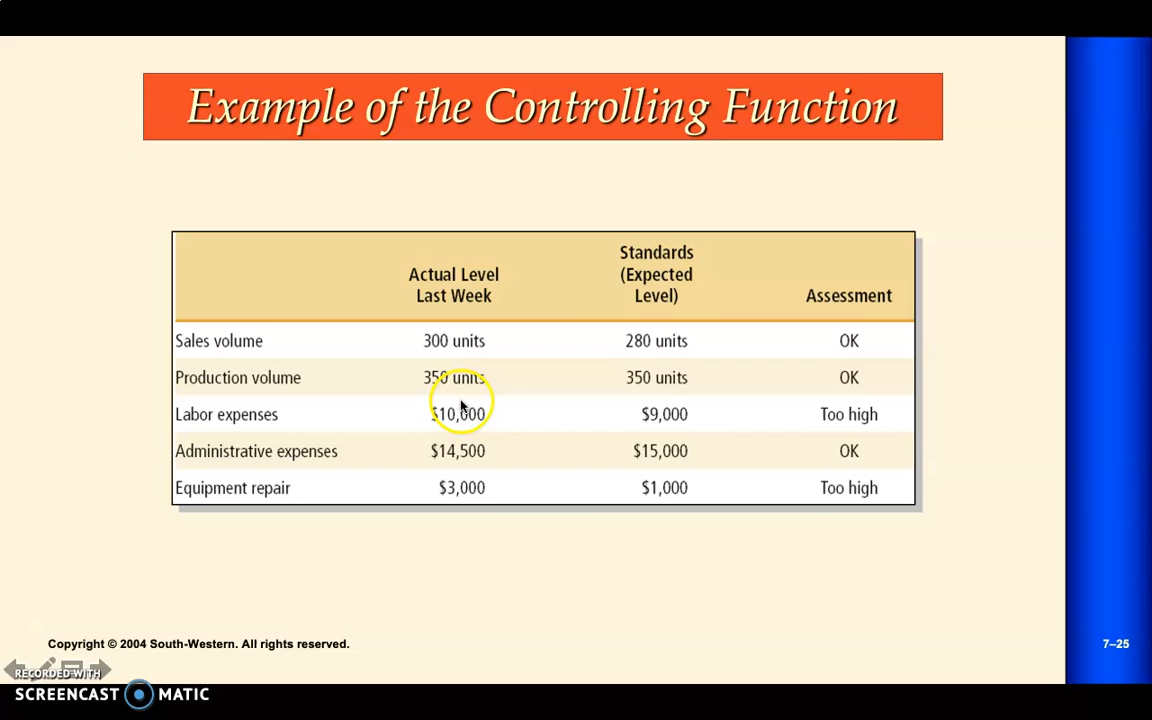 Example of the Controlling Function
Actual Level Last Week	Standards (Expected Level)	Assessment
Sales volume	300 units	280 units	OK
Production volume	350 units	350 units	OK
Labor expenses	$10,000	$9,000	Too high
Administrative expenses	$14,500	$15,000	OK
Equipment repair	$3,000	$1,000	Too high
Copyright © 2004 South-Western. All rights reserved.
7–25
RECORDED WITH
SCREENCAST MATIC